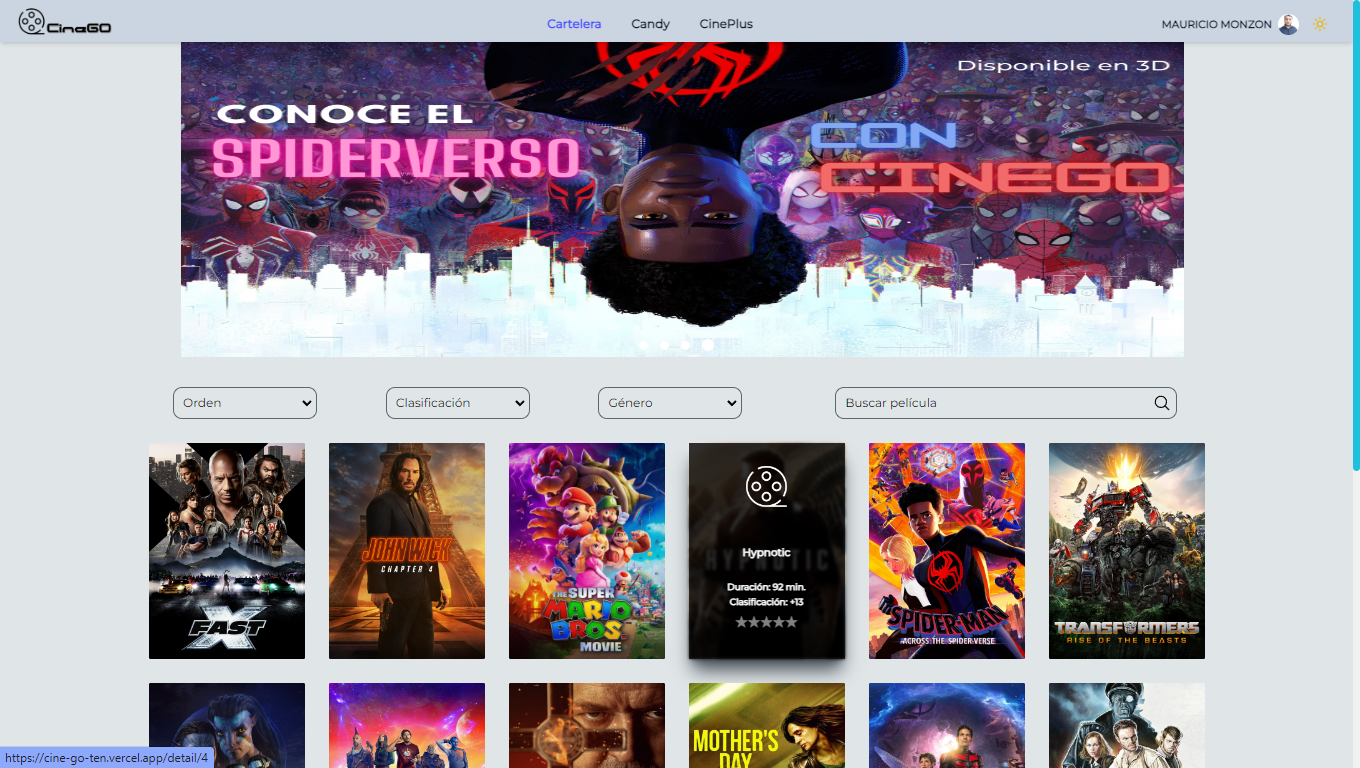 CineGO
Cartelera
Candy
CinePlus
MAURICIO MONZON
Disponible en 3D
CONOCE EL
SPIDERVERSO
CON
CINEGO
Orden
Clasificación
Género
Buscar película
FAST X
JOHN WICK
CHAPTER 4
THE SUPER
MARIO
BROS.
MOVIE
HYPNOTIC
Hypnotic
Duración: 92 min.
Clasificación: +13
SPIDER-MAN
ACROSS THE SPIDER-VERSE
TRANSFORMERS
RISE OF THE BEASTS
MOTHER'S
DAY
https://cine-go-ten.vercel.app/detail/4